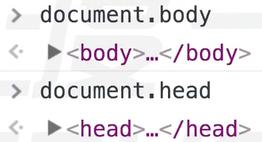 > document.body
<· ▶<body>…</body>
> document.head
<· ▶<head>…</head>